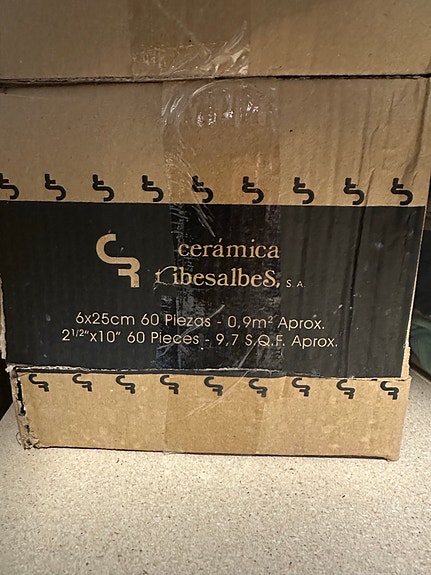 cerámica
RibesalbeS, S.A.
6x25cm 60 Piezas - 0,9m² Aprox.
2 1/2"x10" 60 Pieces - 9,7 S.Q.F. Aprox.